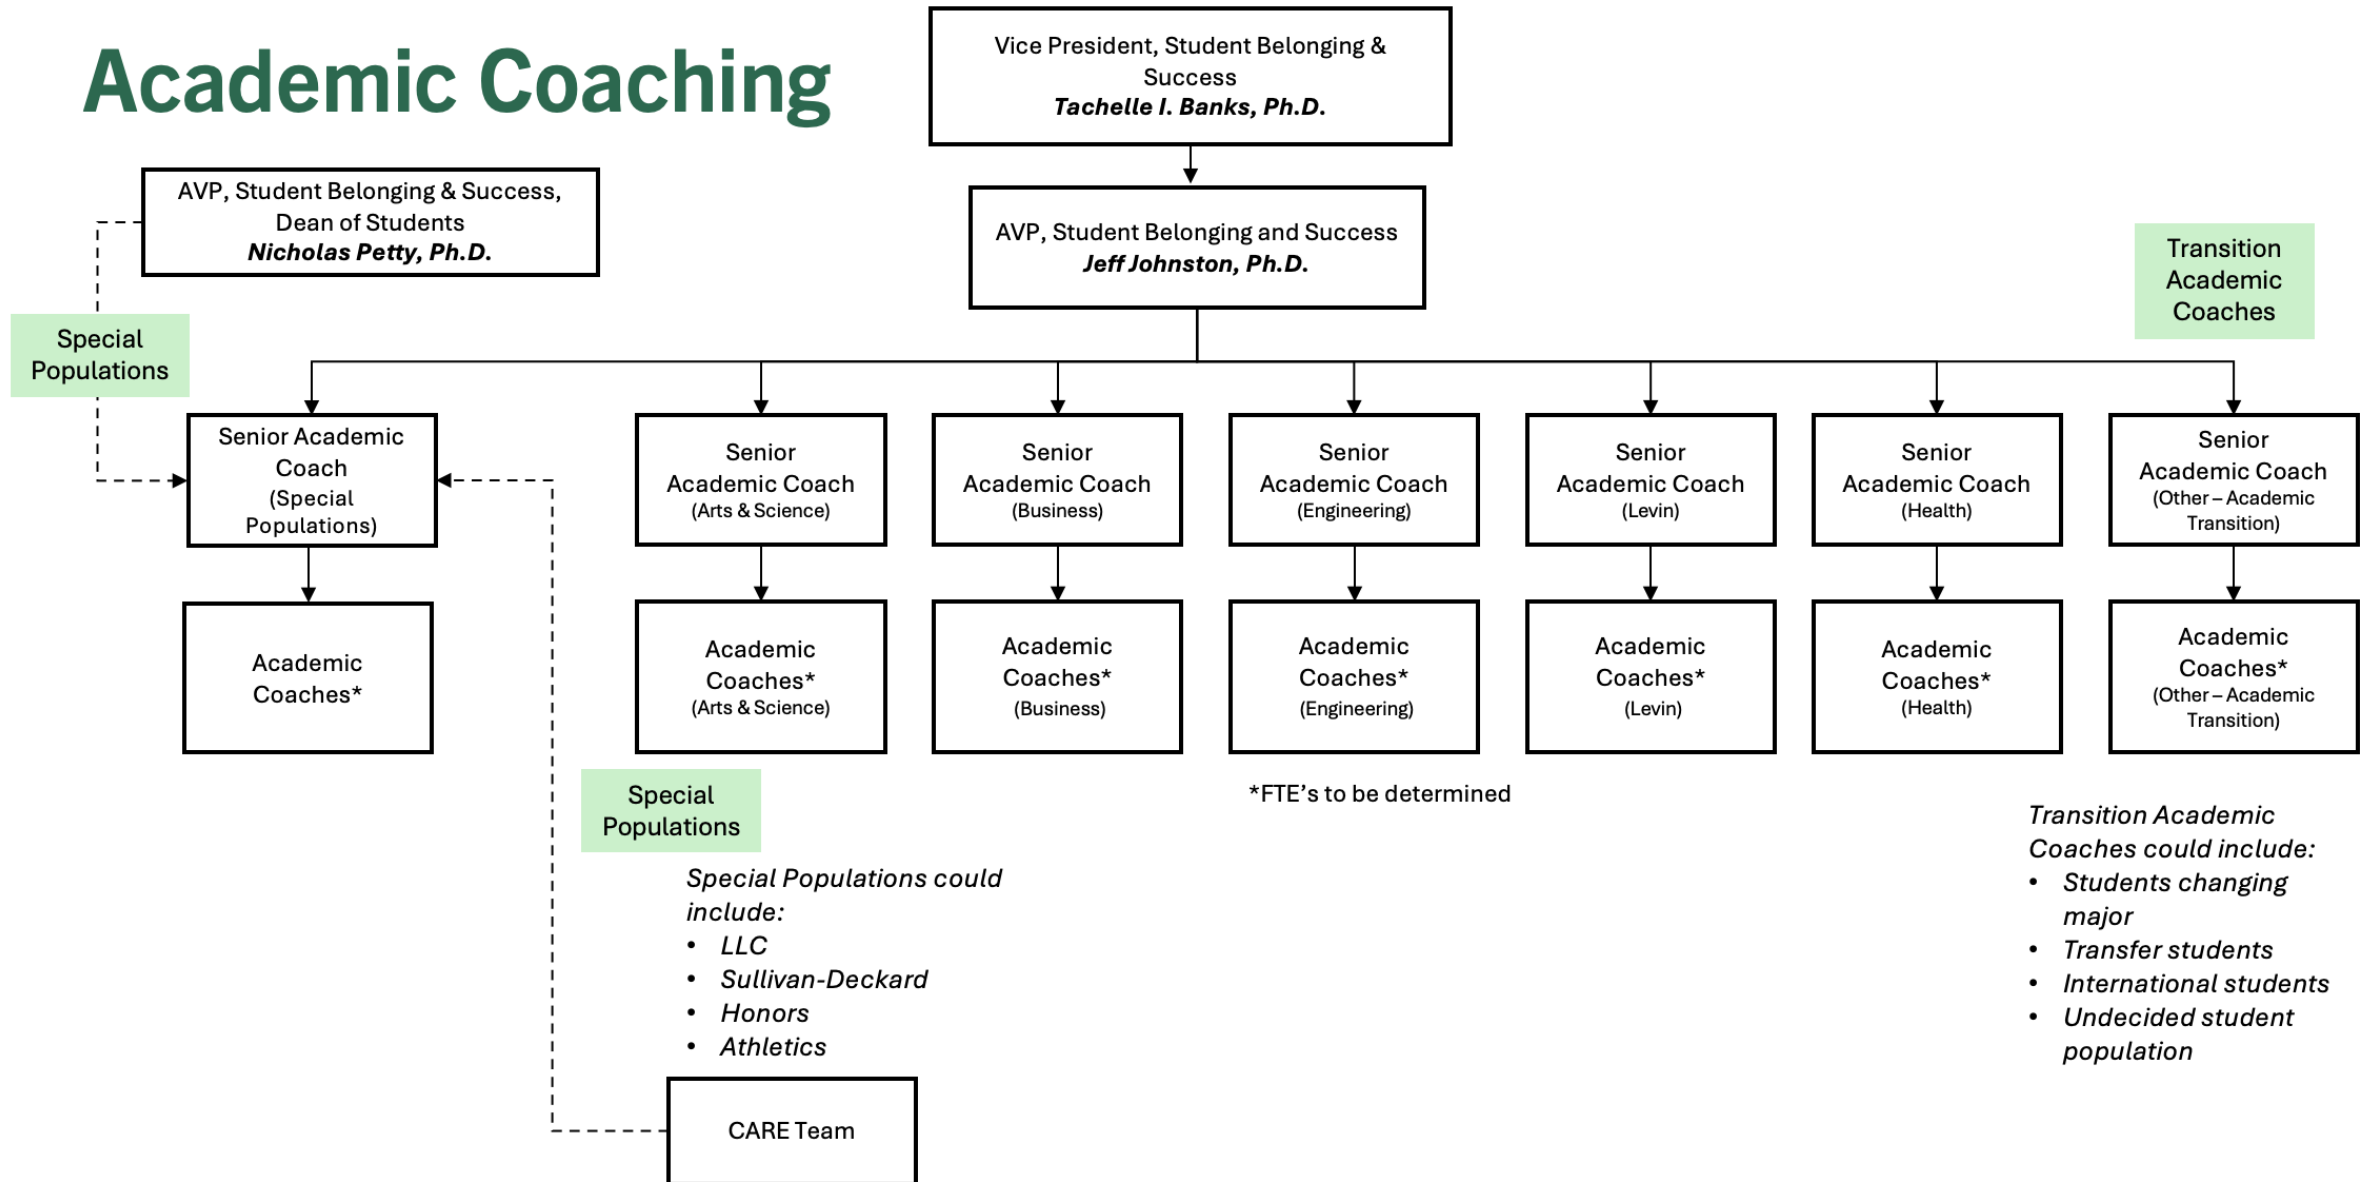 Academic Coaching
Vice President, Student Belonging &
Success
Tachelle I. Banks, Ph.D.
AVP, Student Belonging & Success,
Dean of Students
Nicholas Petty, Ph.D.
AVP, Student Belonging and Success
Jeff Johnston, Ph.D.
Transition
Academic
Coaches
Special
Populations
Senior Academic
Coach
(Special
Populations)
Senior
Academic Coach
(Arts & Science)
Senior
Academic Coach
(Business)
Senior
Academic Coach
(Engineering)
Senior
Academic Coach
(Levin)
Senior
Academic Coach
(Health)
Senior
Academic Coach
(Other – Academic
Transition)
Academic
Coaches*
Academic
Coaches*
(Arts & Science)
Academic
Coaches*
(Business)
Academic
Coaches*
(Engineering)
Academic
Coaches*
(Levin)
Academic
Coaches*
(Health)
Academic
Coaches*
(Other – Academic
Transition)
Special
Populations
*FTE’s to be determined
Special Populations could
include:
• LLC
• Sullivan-Deckard
• Honors
• Athletics
Transition Academic
Coaches could include:
• Students changing
major
• Transfer students
• International students
• Undecided student
population
CARE Team